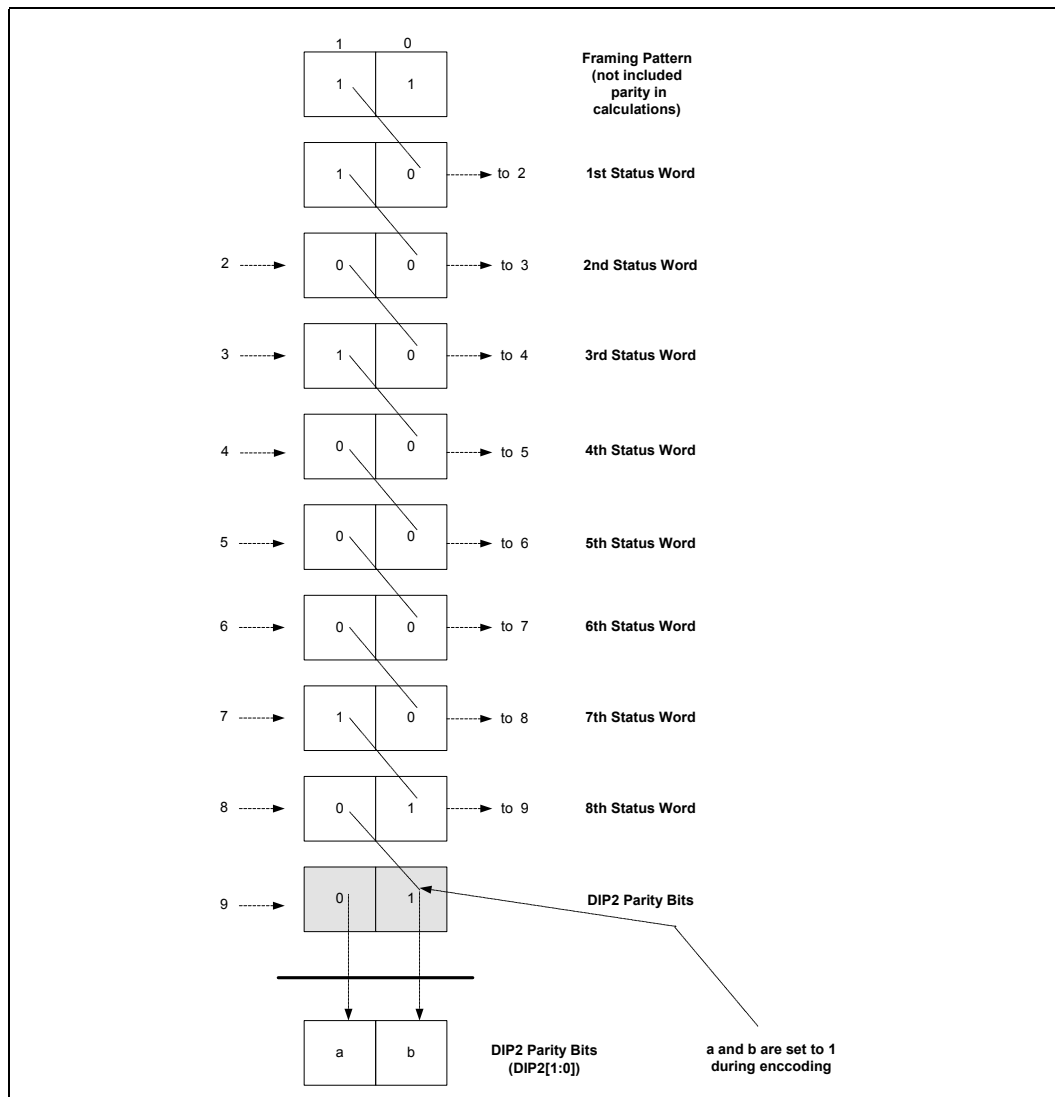 1 0
1 1
Framing Pattern
(not included
parity in
calculations)
1 0 to 2 1st Status Word
2 0 0 to 3 2nd Status Word
3 1 0 to 4 3rd Status Word
4 0 0 to 5 4th Status Word
5 0 0 to 6 5th Status Word
6 0 0 to 7 6th Status Word
7 1 0 to 8 7th Status Word
8 0 1 to 9 8th Status Word
9 0 1 DIP2 Parity Bits
a b
DIP2 Parity Bits
(DIP2[1:0])
a and b are set to 1
during enccoding